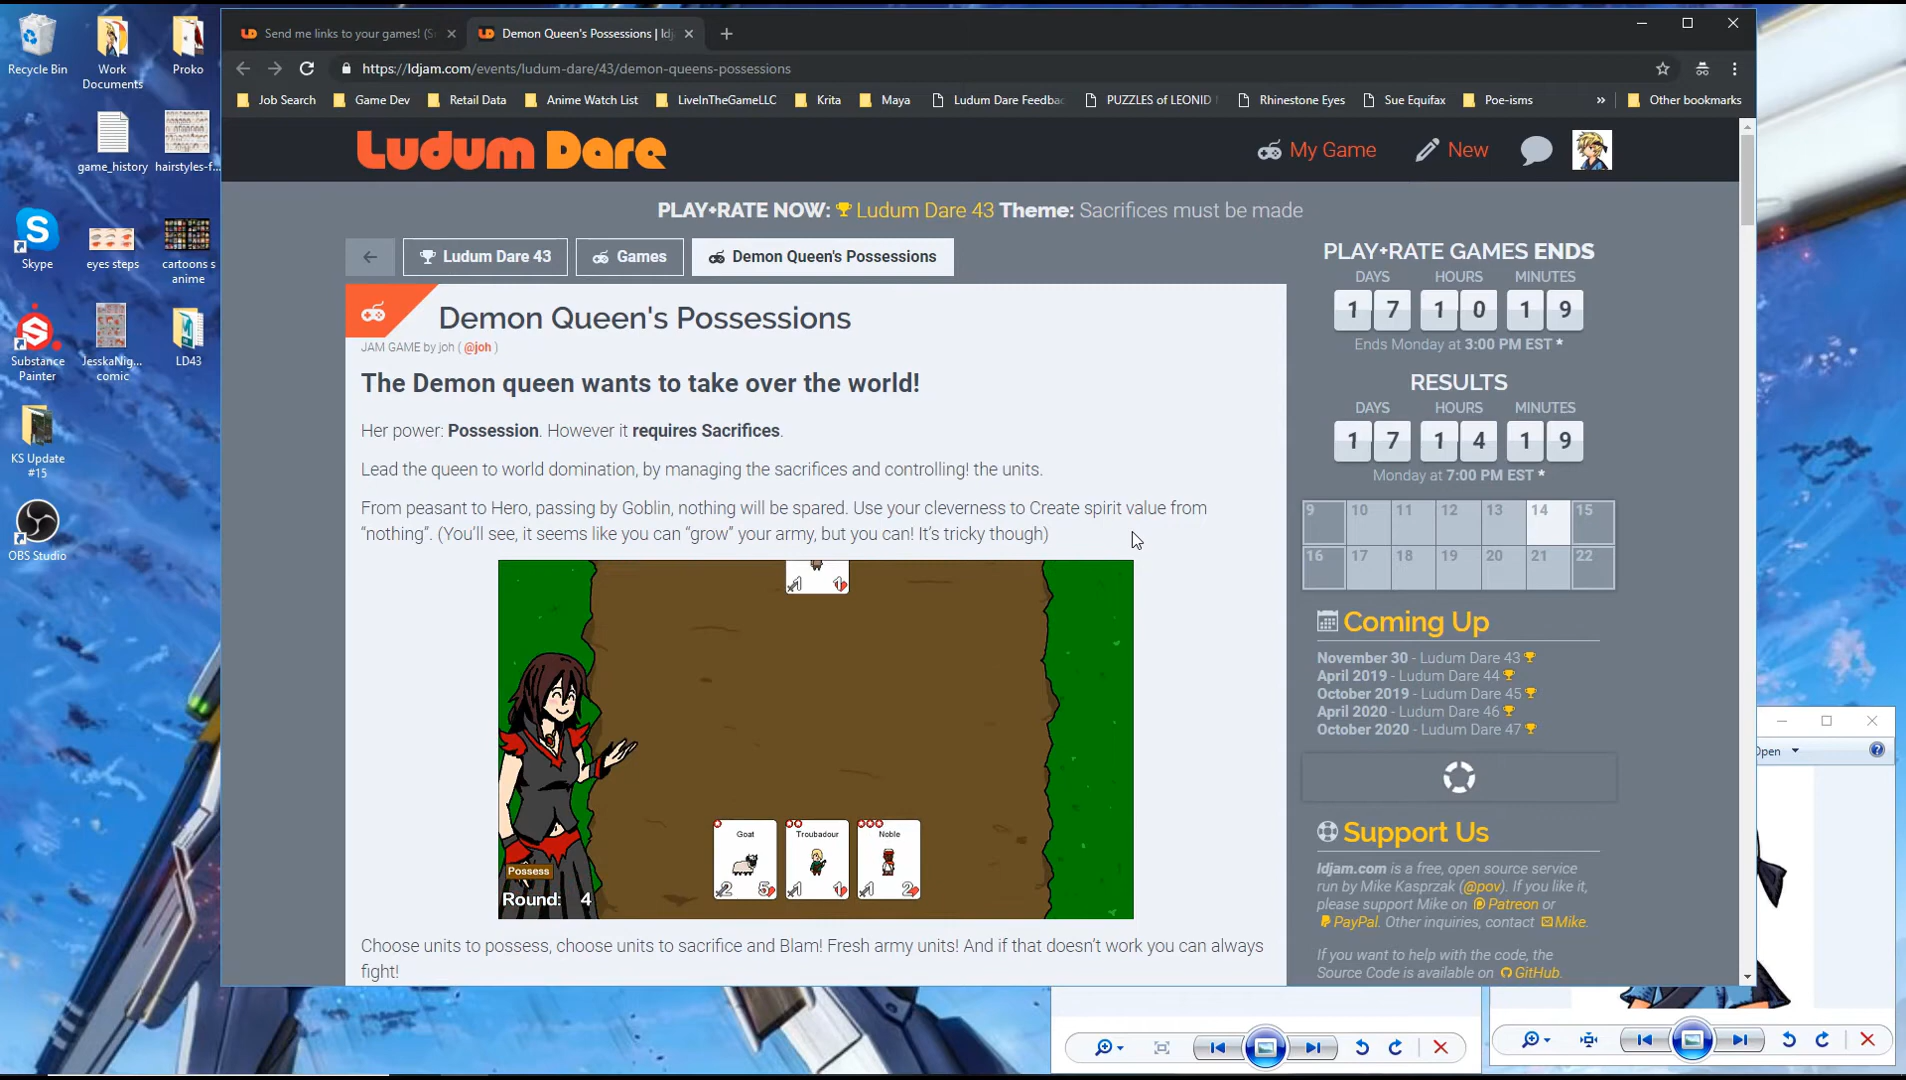 Recycle Bin
Work Documents
Proko
game_history
hairstyles-f...
Skype
eyes steps
cartoons s anime
Substance Painter
JesskaNig... comic
LD43
KS Update #15
OBS Studio
Send me links to your games!
Demon Queen's Possessions | ldj
https://ldjam.com/events/ludum-dare/43/demon-queens-possessions
Job Search
Game Dev
Retail Data
Anime Watch List
LiveInTheGameLLC
Krita
Maya
Ludum Dare Feedba
PUZZLES of LEONID
Rhinestone Eyes
Sue Equifax
Poe-isms
»
Other bookmarks
Ludum Dare
My Game
New
PLAY+RATE NOW: Ludum Dare 43 Theme: Sacrifices must be made
Ludum Dare 43
Games
Demon Queen's Possessions
Demon Queen's Possessions
JAM GAME by joh ( @joh )
The Demon queen wants to take over the world!
Her power: Possession. However it requires Sacrifices.
Lead the queen to world domination, by managing the sacrifices and controlling! the units.
From peasant to Hero, passing by Goblin, nothing will be spared. Use your cleverness to Create spirit value from
“nothing”. (You’ll see, it seems like you can “grow” your army, but you can! It’s tricky though)
1 1
Goat
Troubadour
Noble
2 5
1 1
1 2
Possess
Round: 4
Choose units to possess, choose units to sacrifice and Blam! Fresh army units! And if that doesn’t work you can always
fight!
PLAY+RATE GAMES ENDS
DAYS HOURS MINUTES
1 7 1 0 1 9
Ends Monday at 3:00 PM EST *
RESULTS
DAYS HOURS MINUTES
1 7 1 4 1 9
Monday at 7:00 PM EST *
9 10 11 12 13 14 15
16 17 18 19 20 21 22
Coming Up
November 30 - Ludum Dare 43
April 2019 - Ludum Dare 44
October 2019 - Ludum Dare 45
April 2020 - Ludum Dare 46
October 2020 - Ludum Dare 47
Support Us
ldjam.com is a free, open source service
run by Mike Kasprzak (@pov). If you like it,
please support Mike on Patreon or
PayPal. Other inquiries, contact Mike.
If you want to help with the code, the
Source Code is available on GitHub.
Open